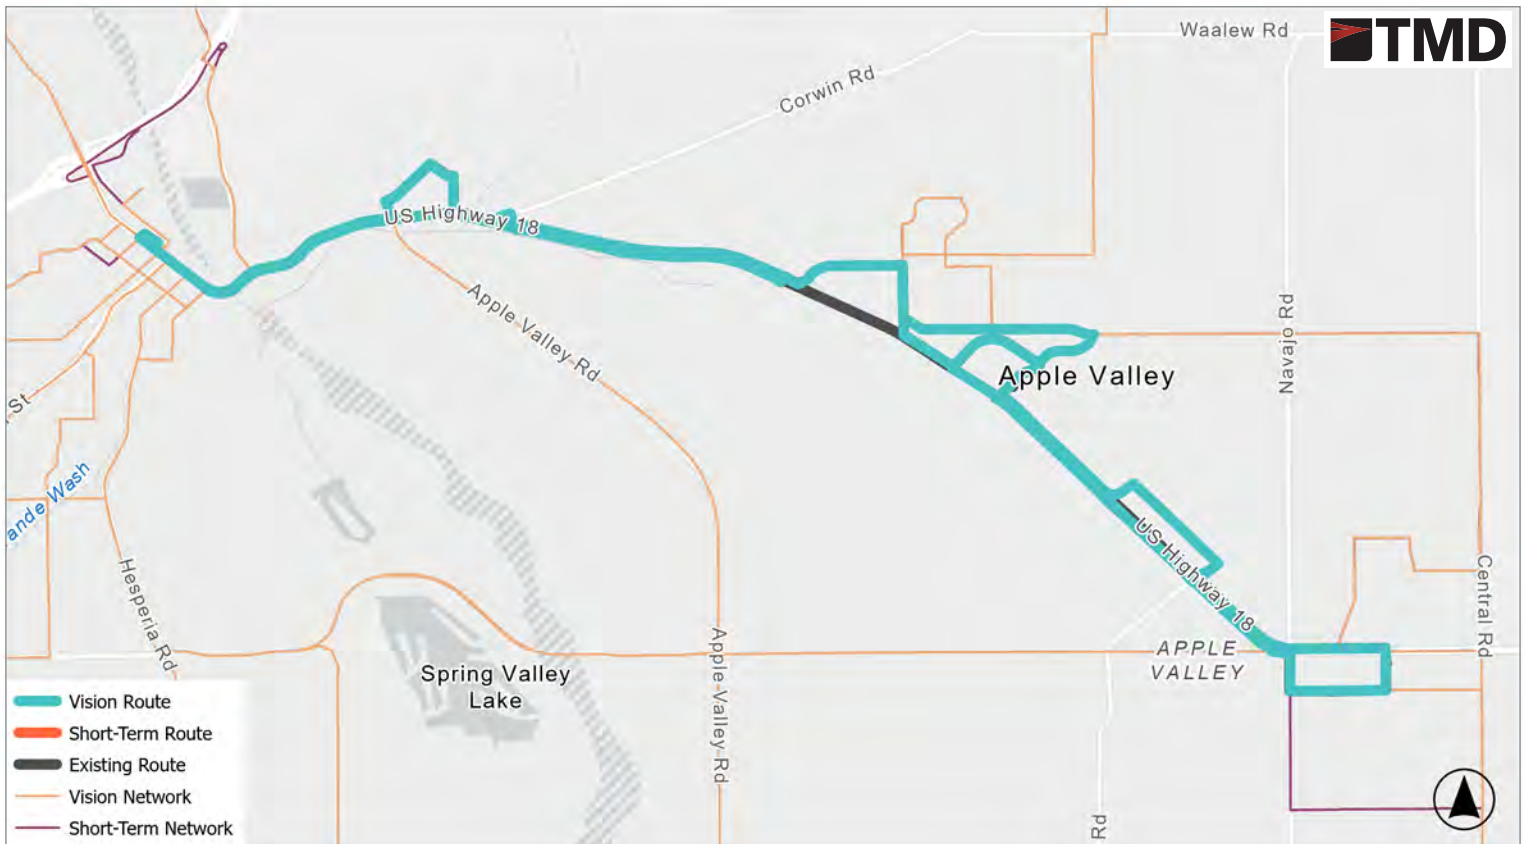 Waalew Rd
TMD
Corwin Rd
US Highway 18
Apple Valley Rd
Navajo Rd
Apple Valley
St
ande Wash
US Highway 18
Hesperia Rd
Central Rd
Apple Valley Rd
APPLE
VALLEY
Spring Valley
Lake
Rd
Vision Route
Short-Term Route
Existing Route
Vision Network
Short-Term Network